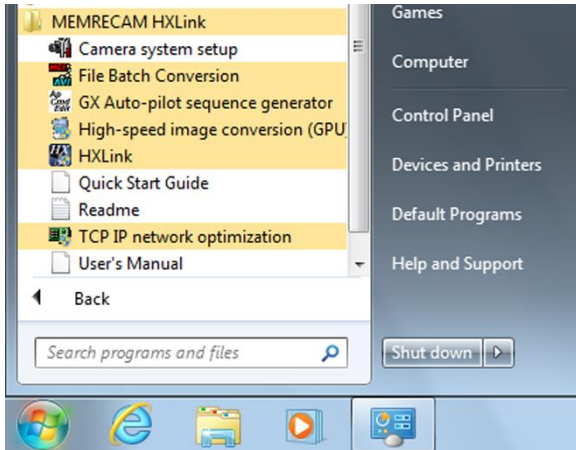 MEMRECAM HXLink
Camera system setup
File Batch Conversion
GX Auto-pilot sequence generator
High-speed image conversion (GPU
HXLink
Quick Start Guide
Readme
TCP IP network optimization
User's Manual
Back
Search programs and files
Games
Computer
Control Panel
Devices and Printers
Default Programs
Help and Support
Shut down